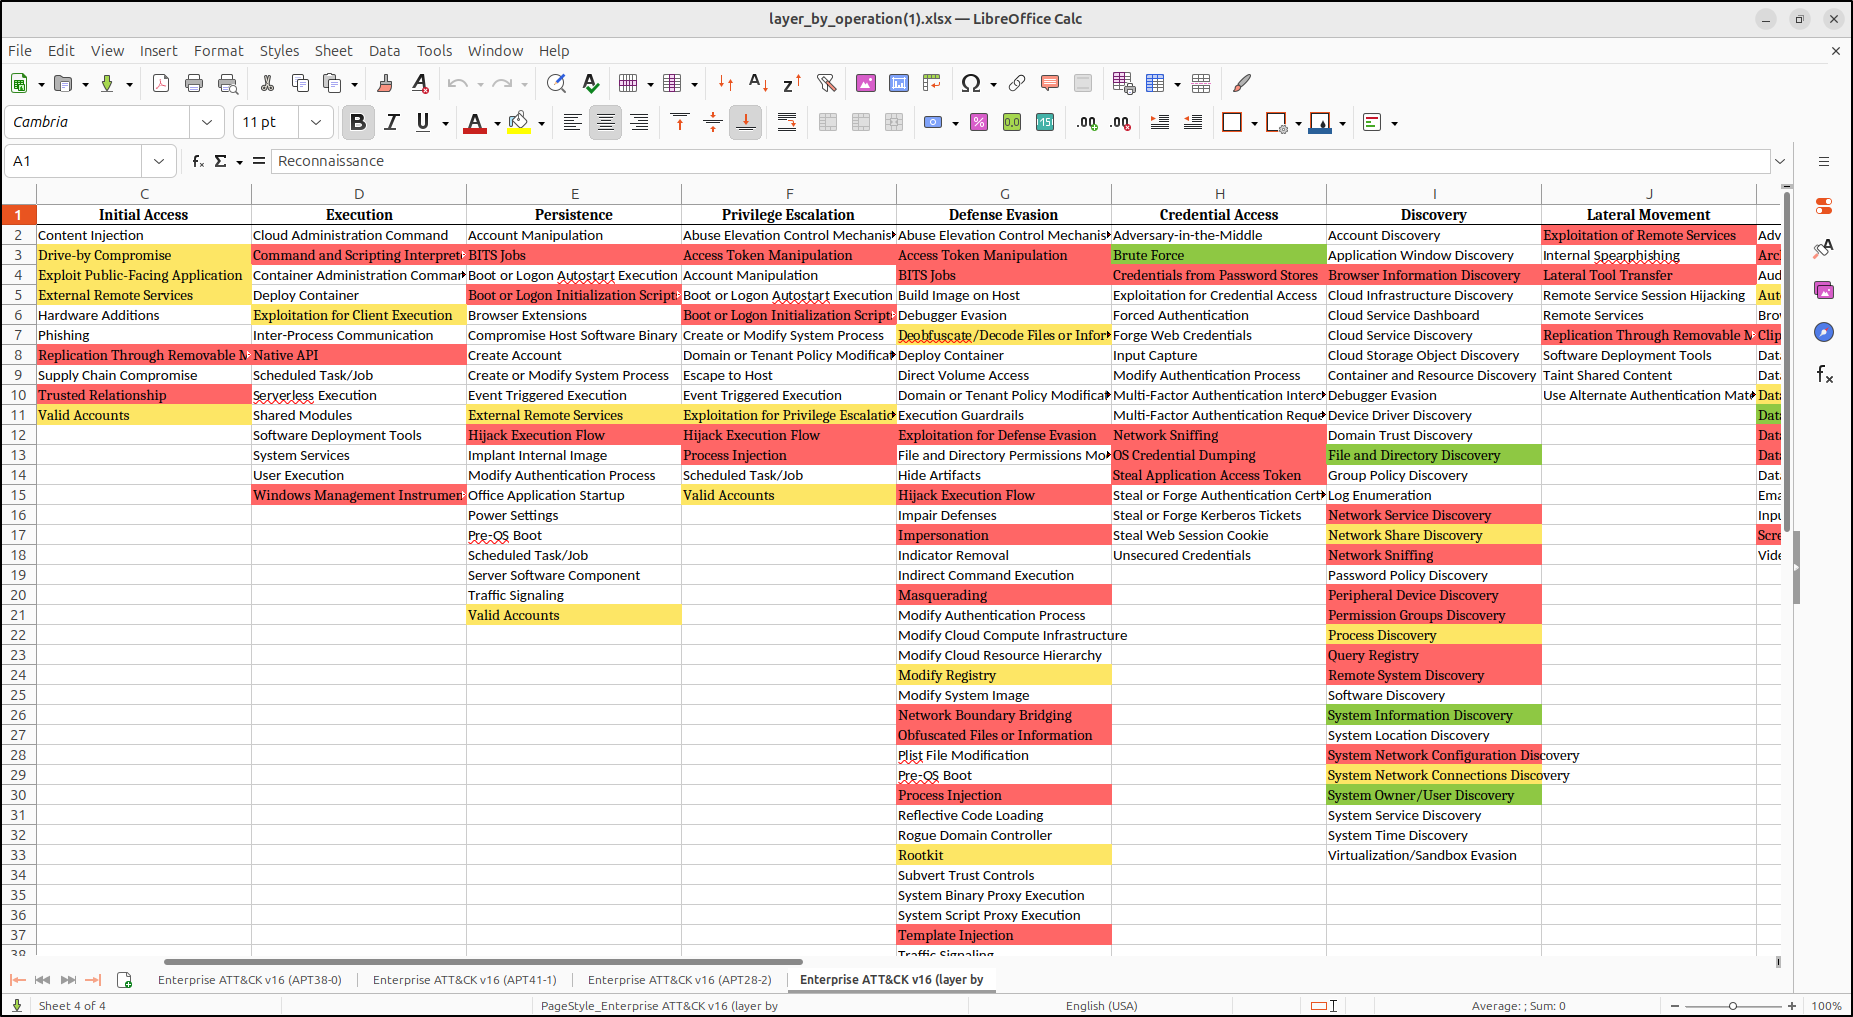 layer_by_operation(1).xlsx — LibreOffice Calc
File Edit View Insert Format Styles Sheet Data Tools Window Help
Cambria 11 pt
A1 Reconnaissance
C D E F G H I J
1 Initial Access Execution Persistence Privilege Escalation Defense Evasion Credential Access Discovery Lateral Movement
2 Content Injection Cloud Administration Command Account Manipulation Abuse Elevation Control Mechanis Abuse Elevation Control Mechanis Adversary-in-the-Middle Account Discovery Exploitation of Remote Services Adv
3 Drive-by Compromise Command and Scripting Interprete BITS Jobs Access Token Manipulation Access Token Manipulation Brute Force Application Window Discovery Internal Spearphishing Arc
4 Exploit Public-Facing Application Container Administration Comman Boot or Logon Autostart Execution Account Manipulation BITS Jobs Credentials from Password Stores Browser Information Discovery Lateral Tool Transfer Aud
5 External Remote Services Deploy Container Boot or Logon Initialization Script Boot or Logon Autostart Execution Build Image on Host Exploitation for Credential Access Cloud Infrastructure Discovery Remote Service Session Hijacking Aut
6 Hardware Additions Exploitation for Client Execution Browser Extensions Boot or Logon Initialization Script Debugger Evasion Forced Authentication Cloud Service Dashboard Remote Services Bro
7 Phishing Inter-Process Communication Compromise Host Software Binary Create or Modify System Process Deobfuscate/Decode Files or Infor Forge Web Credentials Cloud Service Discovery Replication Through Removable M Clip
8 Replication Through Removable M Native API Create Account Domain or Tenant Policy Modifica Deploy Container Input Capture Cloud Storage Object Discovery Software Deployment Tools Dat
9 Supply Chain Compromise Scheduled Task/Job Create or Modify System Process Escape to Host Direct Volume Access Modify Authentication Process Container and Resource Discovery Taint Shared Content Dat
10 Trusted Relationship Serverless Execution Event Triggered Execution Event Triggered Execution Domain or Tenant Policy Modifica Multi-Factor Authentication Interc Debugger Evasion Use Alternate Authentication Mat Dat
11 Valid Accounts Shared Modules External Remote Services Exploitation for Privilege Escalatic Execution Guardrails Multi-Factor Authentication Reque Device Driver Discovery Dat
12 Software Deployment Tools Hijack Execution Flow Hijack Execution Flow Exploitation for Defense Evasion Network Sniffing Domain Trust Discovery Dat
13 System Services Implant Internal Image Process Injection File and Directory Permissions Mo OS Credential Dumping File and Directory Discovery Dat
14 User Execution Modify Authentication Process Scheduled Task/Job Hide Artifacts Steal Application Access Token Group Policy Discovery Dat
15 Windows Management Instrumen Office Application Startup Valid Accounts Hijack Execution Flow Steal or Forge Authentication Cert Log Enumeration Ema
16 Power Settings Impair Defenses Steal or Forge Kerberos Tickets Network Service Discovery Inpu
17 Pre-OS Boot Impersonation Steal Web Session Cookie Network Share Discovery Scre
18 Scheduled Task/Job Indicator Removal Unsecured Credentials Network Sniffing Vide
19 Server Software Component Indirect Command Execution Password Policy Discovery
20 Traffic Signaling Masquerading Peripheral Device Discovery
21 Valid Accounts Modify Authentication Process Permission Groups Discovery
22 Modify Cloud Compute Infrastructure Process Discovery
23 Modify Cloud Resource Hierarchy Query Registry
24 Modify Registry Remote System Discovery
25 Modify System Image Software Discovery
26 Network Boundary Bridging System Information Discovery
27 Obfuscated Files or Information System Location Discovery
28 Plist File Modification System Network Configuration Discovery
29 Pre-OS Boot System Network Connections Discovery
30 Process Injection System Owner/User Discovery
31 Reflective Code Loading System Service Discovery
32 Rogue Domain Controller System Time Discovery
33 Rootkit Virtualization/Sandbox Evasion
34 Subvert Trust Controls
35 System Binary Proxy Execution
36 System Script Proxy Execution
37 Template Injection
38 Traffic Signaling
Enterprise ATT&CK v16 (APT38-0) Enterprise ATT&CK v16 (APT41-1) Enterprise ATT&CK v16 (APT28-2) Enterprise ATT&CK v16 (layer by
Sheet 4 of 4 PageStyle_Enterprise ATT&CK v16 (layer by English (USA) Average: ; Sum: 0 100%